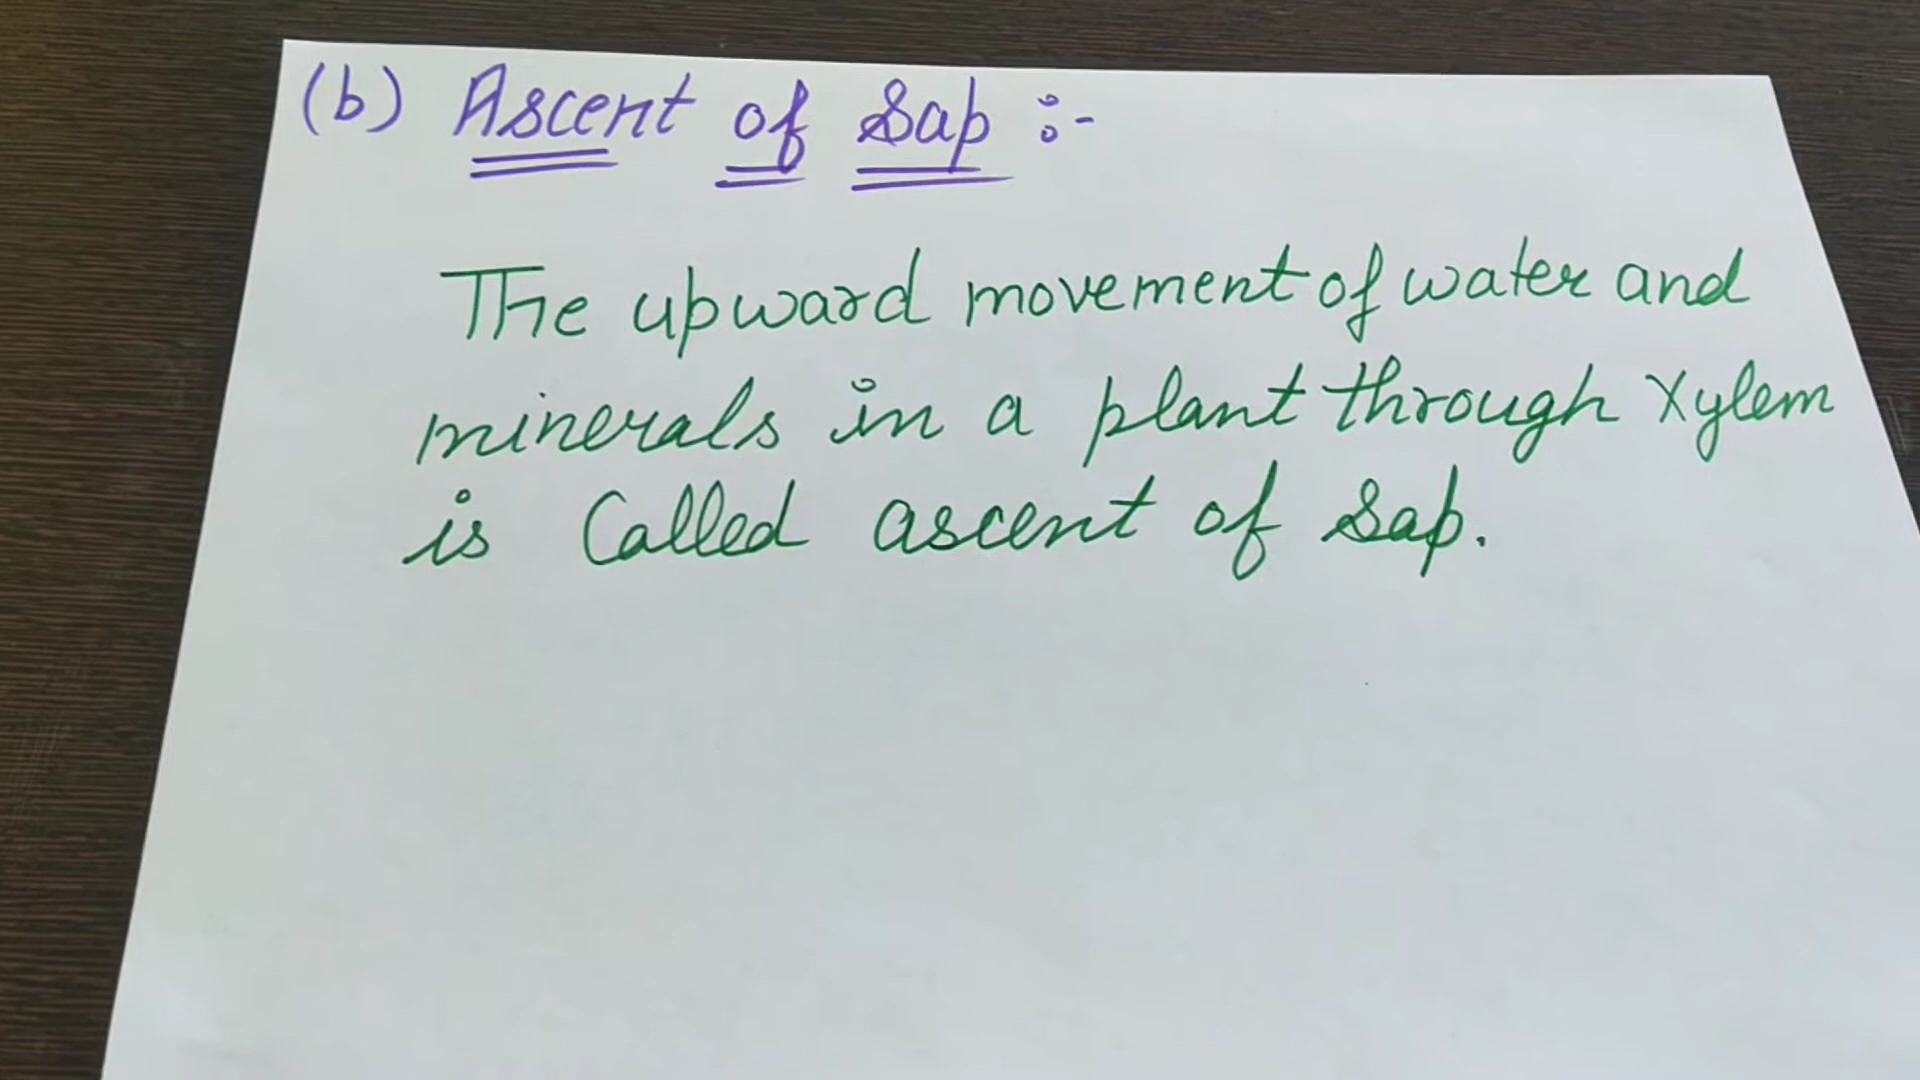 (b) Ascent of Sap :-
The upward movement of water and
minerals in a plant through Xylem
is Called ascent of Sap.